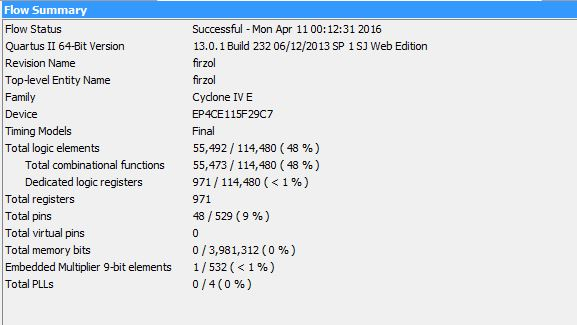 Flow Summary
Flow Status Successful - Mon Apr 11 00:12:31 2016
Quartus II 64-Bit Version 13.0.1 Build 232 06/12/2013 SP 1 SJ Web Edition
Revision Name firzol
Top-level Entity Name firzol
Family Cyclone IV E
Device EP4CE115F29C7
Timing Models Final
Total logic elements 55,492 / 114,480 ( 48 % )
Total combinational functions 55,473 / 114,480 ( 48 % )
Dedicated logic registers 971 / 114,480 ( < 1 % )
Total registers 971
Total pins 48 / 529 ( 9 % )
Total virtual pins 0
Total memory bits 0 / 3,981,312 ( 0 % )
Embedded Multiplier 9-bit elements 1 / 532 ( < 1 % )
Total PLLs 0 / 4 ( 0 % )